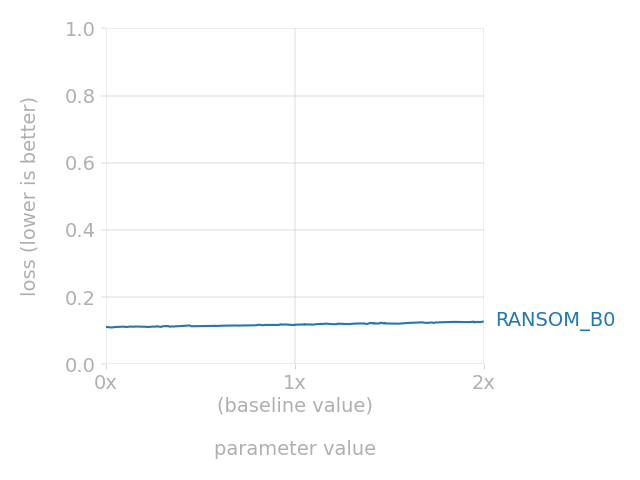 1.0
0.8
0.6
0.4
0.2
0.0
loss (lower is better)
RANSOM_B0
0x
1x
2x
(baseline value)
parameter value